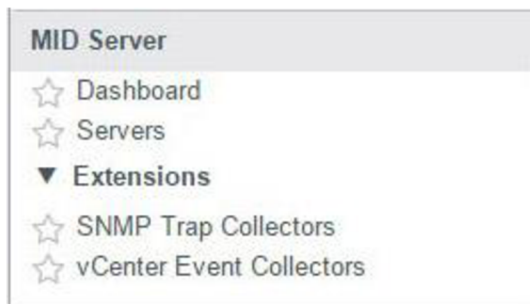 MID Server
Dashboard
Servers
Extensions
SNMP Trap Collectors
vCenter Event Collectors